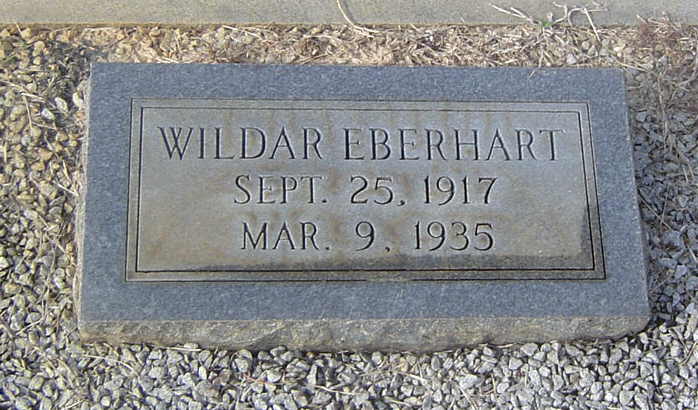 WILDAR EBERHART
SEPT. 25, 1917
MAR. 9, 1935